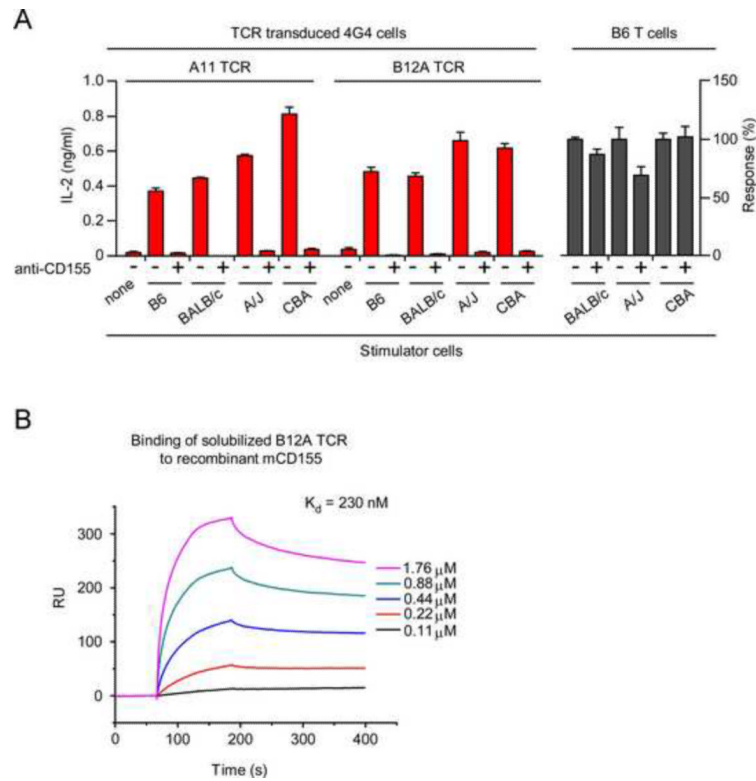 A
TCR transduced 4G4 cells
B6 T cells
A11 TCR
B12A TCR
1.0
0.8
0.6
0.4
0.2
0
IL-2 (ng/ml)
150
100
50
0
Response (%)
anti-CD155
- - + - + - + - + - - + - + - + - + - + - + - +
none B6 BALB/c A/J CBA none B6 BALB/c A/J CBA BALB/c A/J CBA
Stimulator cells
B
Binding of solubilized B12A TCR
to recombinant mCD155
K_d = 230 nM
300
200
100
0
RU
1.76 μM
0.88 μM
0.44 μM
0.22 μM
0.11 μM
0 100 200 300 400
Time (s)